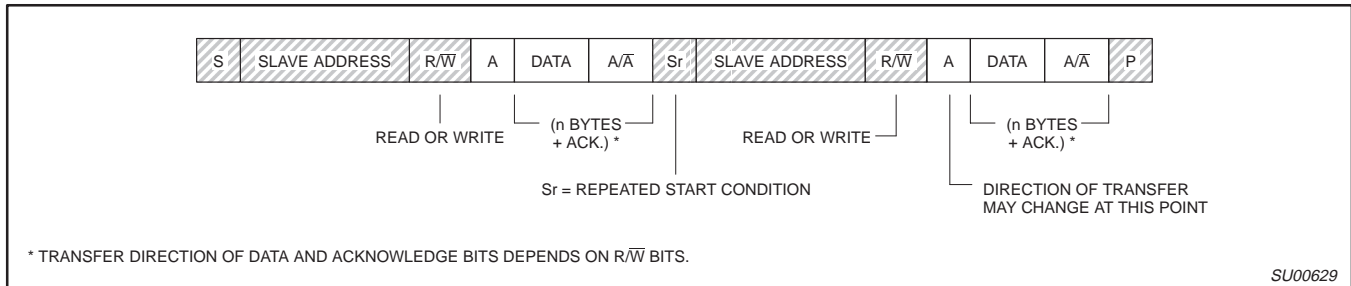 S SLAVE ADDRESS R/W̅ A DATA A/A̅ Sr SLAVE ADDRESS R/W̅ A DATA A/A̅ P
READ OR WRITE
(n BYTES
+ ACK.) *
READ OR WRITE
(n BYTES
+ ACK.) *
Sr = REPEATED START CONDITION
DIRECTION OF TRANSFER
MAY CHANGE AT THIS POINT
* TRANSFER DIRECTION OF DATA AND ACKNOWLEDGE BITS DEPENDS ON R/W̅ BITS.
SU00629